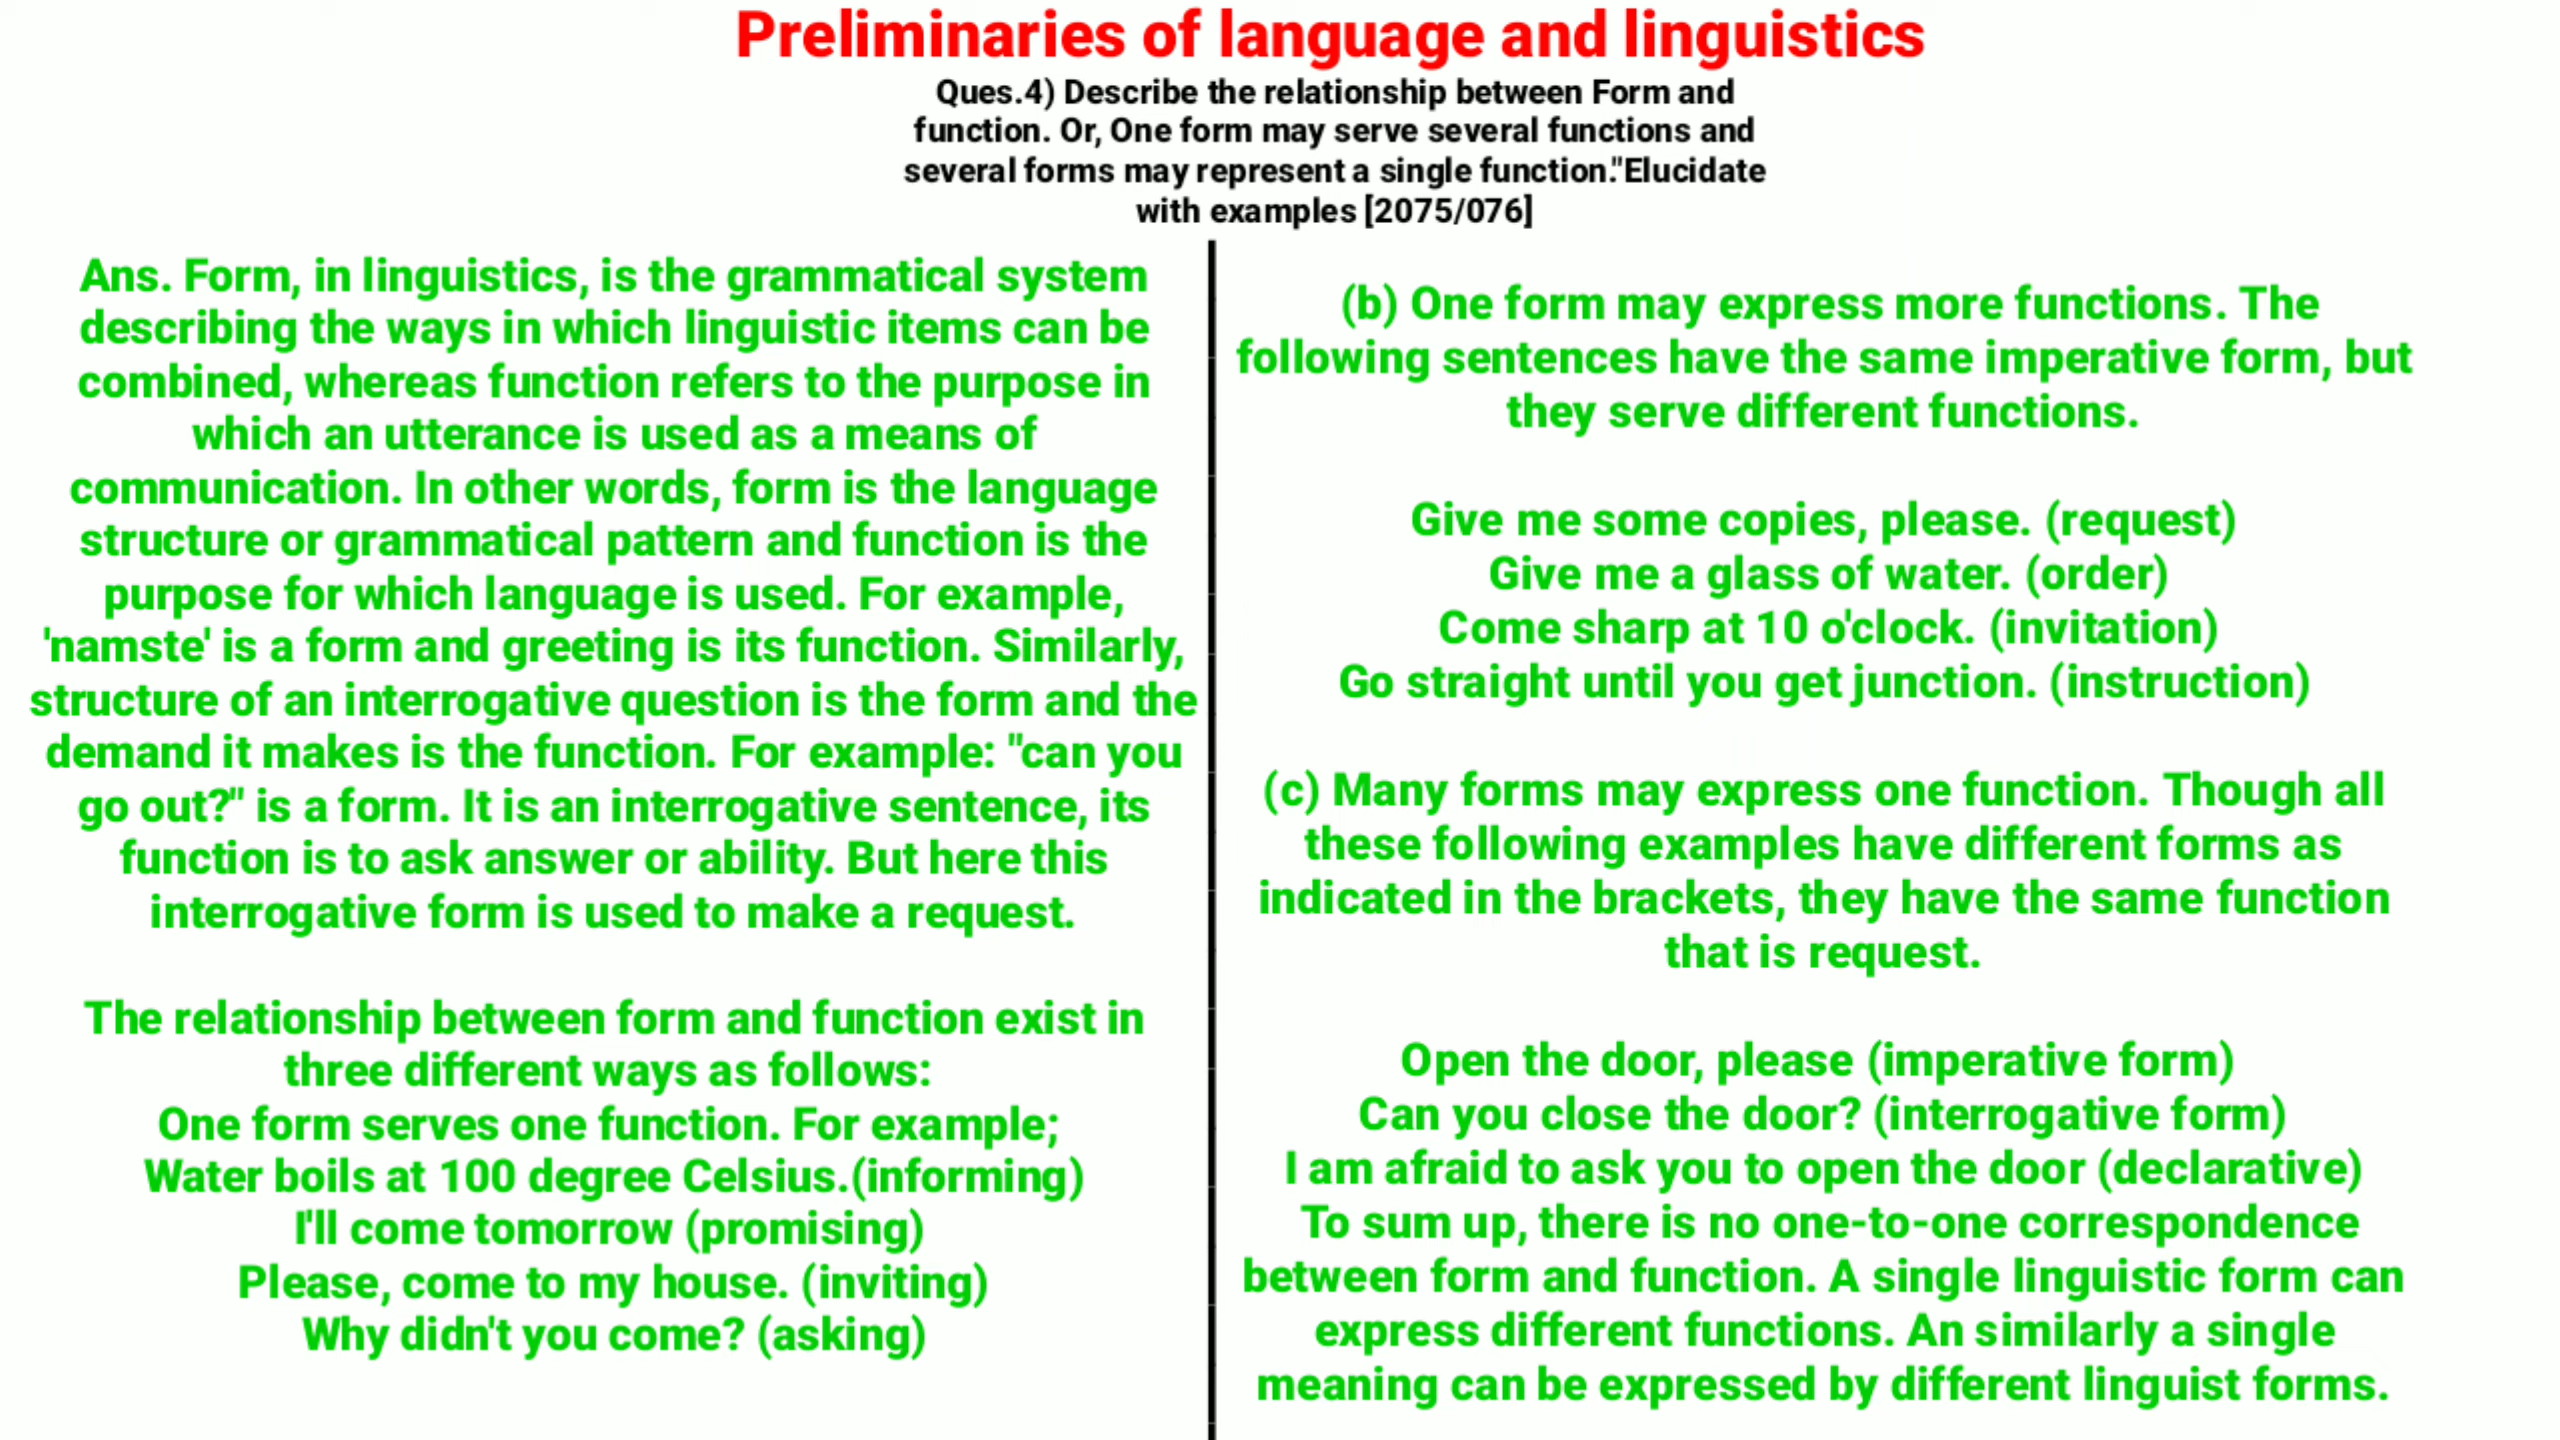 Preliminaries of language and linguistics
Ques.4) Describe the relationship between Form and
function. Or, One form may serve several functions and
several forms may represent a single function."Elucidate
with examples [2075/076]
Ans. Form, in linguistics, is the grammatical system
describing the ways in which linguistic items can be
combined, whereas function refers to the purpose in
which an utterance is used as a means of
communication. In other words, form is the language
structure or grammatical pattern and function is the
purpose for which language is used. For example,
'namste' is a form and greeting is its function. Similarly,
structure of an interrogative question is the form and the
demand it makes is the function. For example: "can you
go out?" is a form. It is an interrogative sentence, its
function is to ask answer or ability. But here this
interrogative form is used to make a request.
The relationship between form and function exist in
three different ways as follows:
One form serves one function. For example;
Water boils at 100 degree Celsius.(informing)
I'll come tomorrow (promising)
Please, come to my house. (inviting)
Why didn't you come? (asking)
(b) One form may express more functions. The
following sentences have the same imperative form, but
they serve different functions.
Give me some copies, please. (request)
Give me a glass of water. (order)
Come sharp at 10 o'clock. (invitation)
Go straight until you get junction. (instruction)
(c) Many forms may express one function. Though all
these following examples have different forms as
indicated in the brackets, they have the same function
that is request.
Open the door, please (imperative form)
Can you close the door? (interrogative form)
I am afraid to ask you to open the door (declarative)
To sum up, there is no one-to-one correspondence
between form and function. A single linguistic form can
express different functions. An similarly a single
meaning can be expressed by different linguist forms.